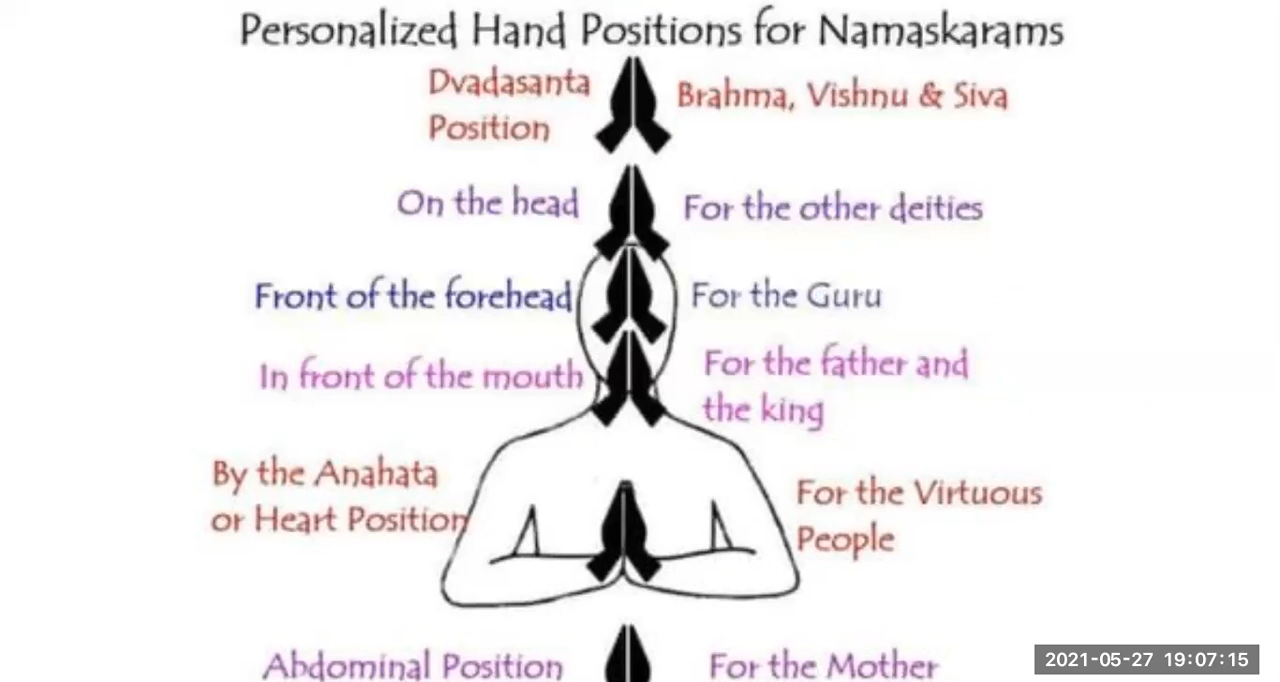 Personalized Hand Positions for Namaskarams
Dvadasanta
Position
Brahma, Vishnu & Siva
On the head
For the other deities
Front of the forehead
For the Guru
In front of the mouth
For the father and
the king
By the Anahata
or Heart Position
For the Virtuous
People
Abdominal Position
For the Mother
2021-05-27 19:07:15